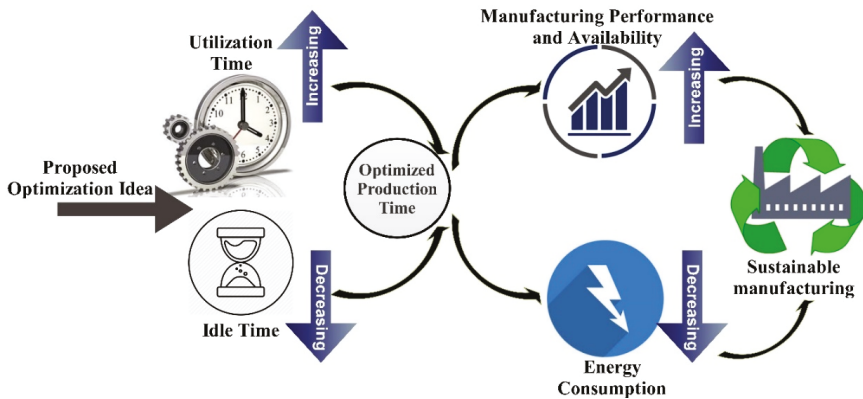 Utilization
Time
Increasing
Manufacturing Performance
and Availability
Increasing
Proposed
Optimization Idea
Optimized
Production
Time
Sustainable
manufacturing
Idle Time
Decreasing
Energy
Consumption
Decreasing